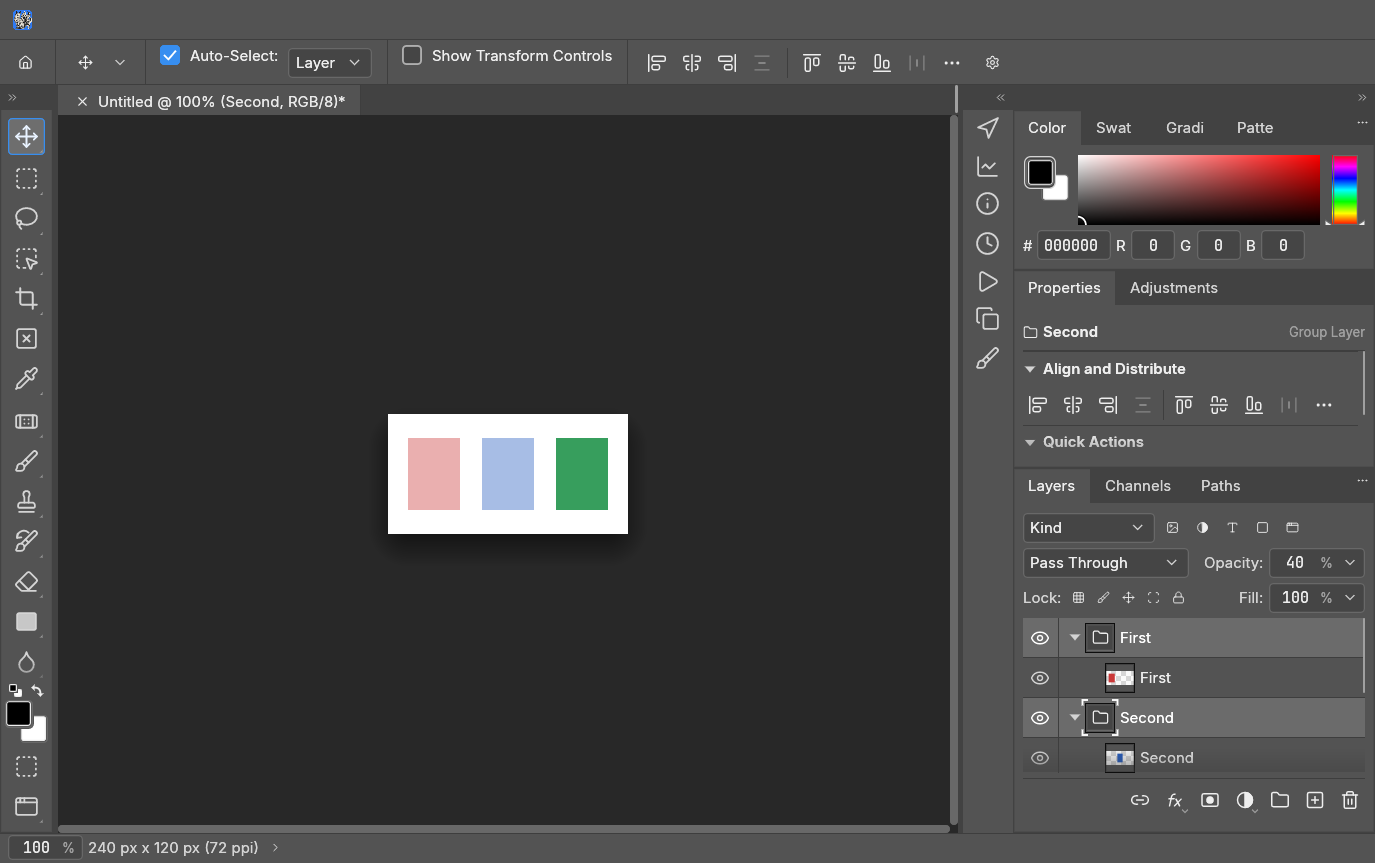 Auto-Select:
Layer
Show Transform Controls
Untitled @ 100% (Second, RGB/8)*
Color
Swat
Gradi
Patte
# 000000 R 0 G 0 B 0
Properties
Adjustments
Second
Group Layer
Align and Distribute
Quick Actions
Layers
Channels
Paths
Kind
Pass Through
Opacity: 40 %
Lock:
Fill: 100 %
First
First
Second
Second
fx
100 %
240 px x 120 px (72 ppi)